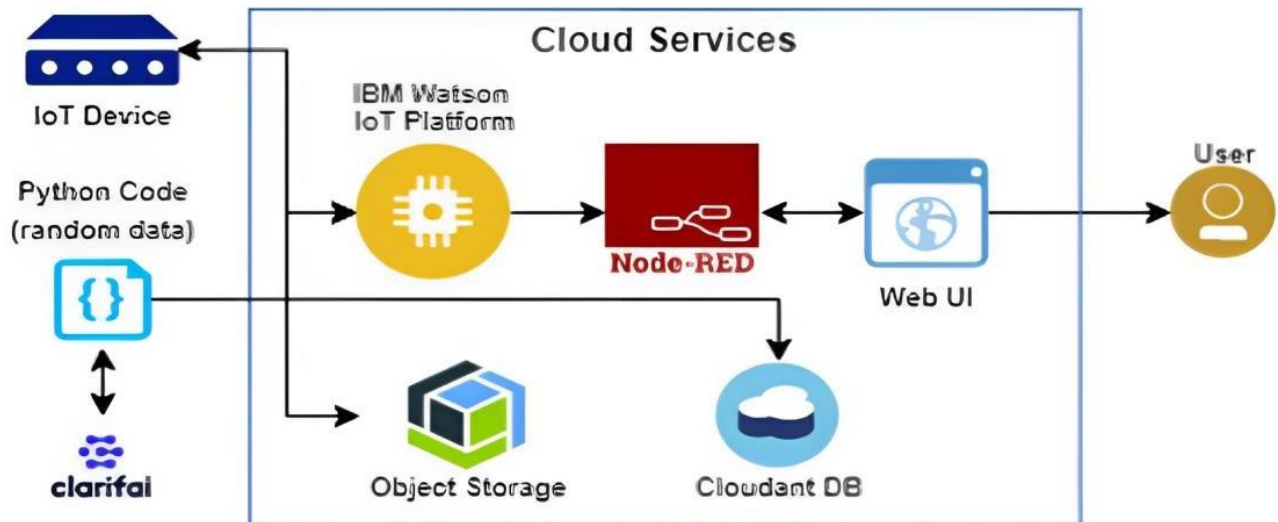 Cloud Services
IoT Device
IBM Watson
IoT Platform
User
Python Code
(random data)
{ }
Node-RED
Web UI
clarifai
Object Storage
Cloudant DB